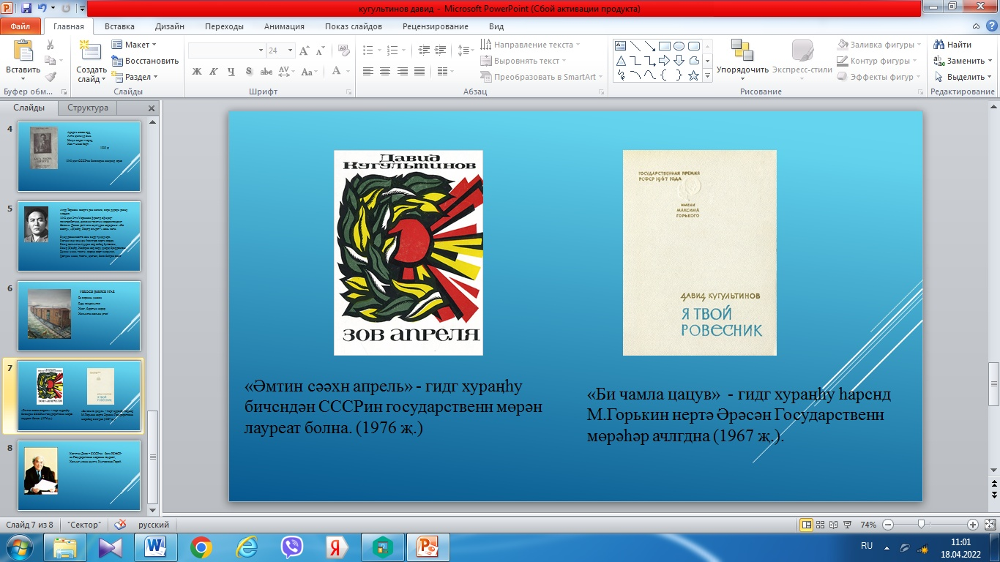 кугультинов давид - Microsoft PowerPoint (Сбой активации продукта)
Файл Главная Вставка Дизайн Переходы Анимация Показ слайдов Рецензирование Вид
Вставить
Буфер обм...
Создать слайд
Макет
Восстановить
Раздел
Слайды
24
Ж К Ч S abc AV Aa А
Шрифт
Направление текста
Выровнять текст
Преобразовать в SmartArt
Абзац
Упорядочить
Экспресс-стили
Заливка фигуры
Контур фигуры
Эффекты фигур
Рисование
Найти
Заменить
Выделить
Редактирование
Слайды Структура
4
5
6
7
8
Давид
Кугультинов
ЗОВ АПРЕЛЯ
ГОСУДАРСТВЕННАЯ ПРЕМИЯ
РСФСР 1967 ГОДА
ИМЕНИ
МАКСИМА
ГОРЬКОГО
ДАВИД КУГУЛЬТИНОВ
Я ТВОЙ
РОВЕСНИК
«Әмтин сәәхн апрель» - гидг хураңһу
бичсндән СССРин государственн мөрән
лауреат болна. (1976 җ.)
«Би чамла цацув» - гидг хураңһу һарснд
М.Горькин нертә Әрәсән Государственн
мөрәһәр ачлгдна (1967 җ.).
Слайд 7 из 8 "Сектор" русский 74%
RU 11:01
18.04.2022